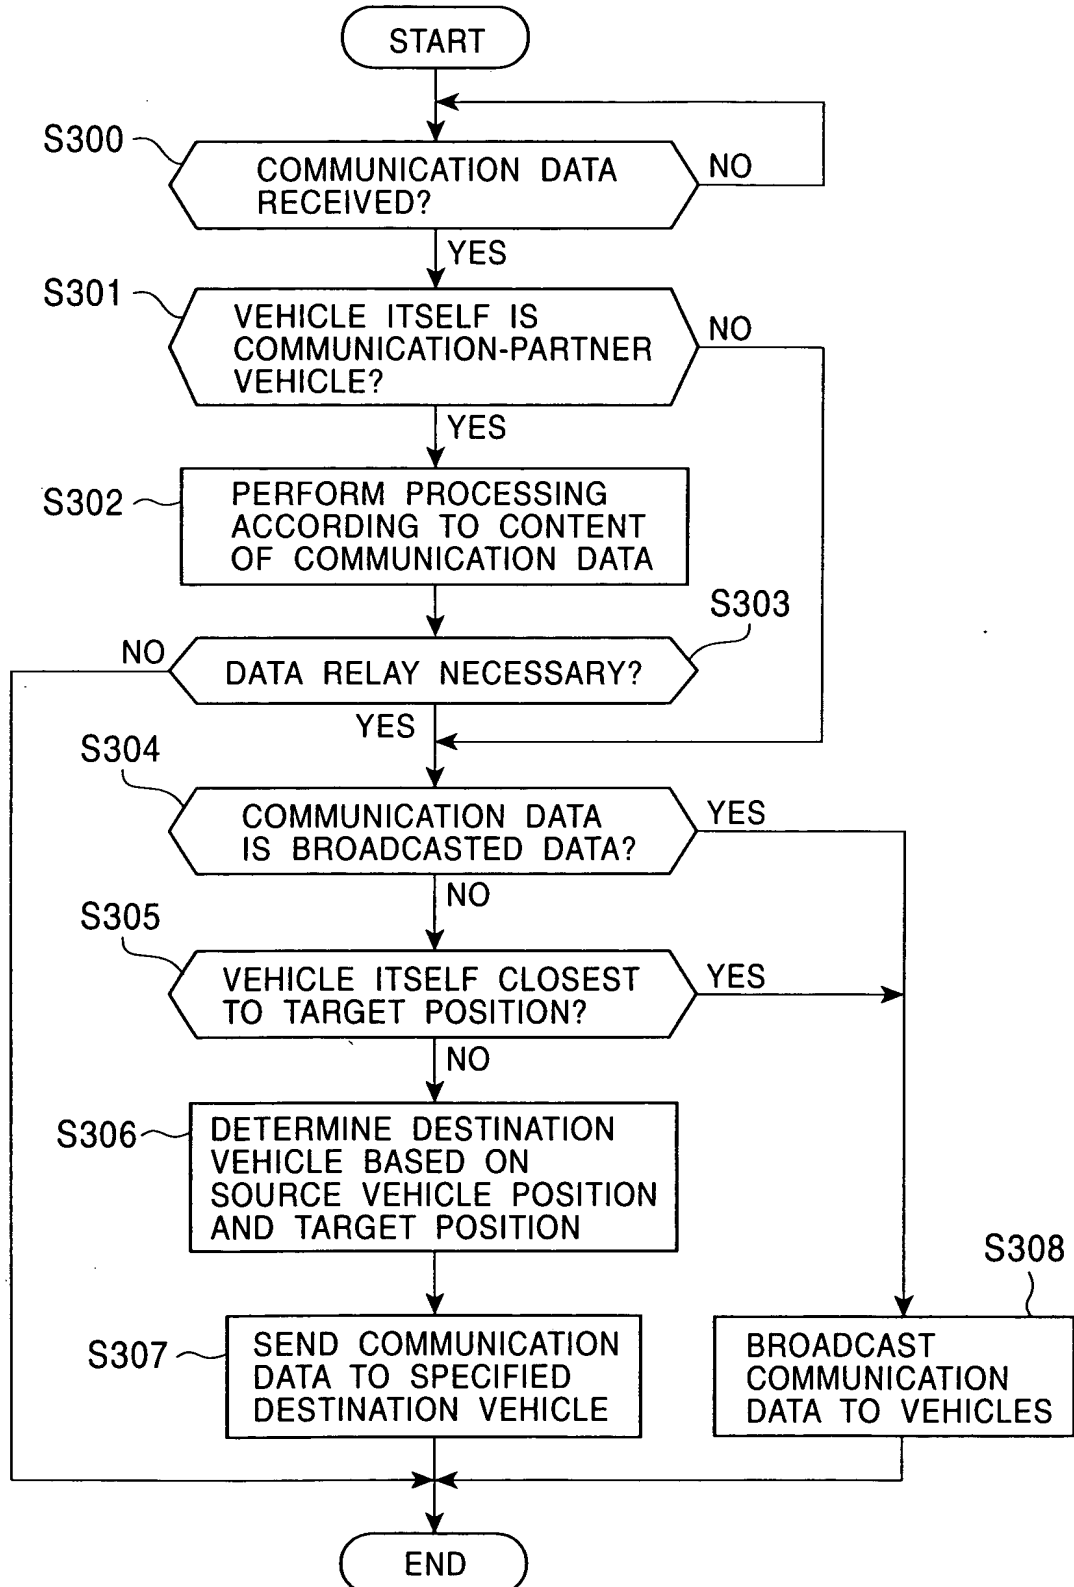 START
S300
COMMUNICATION DATA
RECEIVED?
NO
YES
S301
VEHICLE ITSELF IS
COMMUNICATION-PARTNER
VEHICLE?
NO
YES
S302
PERFORM PROCESSING
ACCORDING TO CONTENT
OF COMMUNICATION DATA
S303
NO
DATA RELAY NECESSARY?
YES
S304
COMMUNICATION DATA
IS BROADCASTED DATA?
YES
NO
S305
VEHICLE ITSELF CLOSEST
TO TARGET POSITION?
YES
NO
S306
DETERMINE DESTINATION
VEHICLE BASED ON
SOURCE VEHICLE POSITION
AND TARGET POSITION
S307
SEND COMMUNICATION
DATA TO SPECIFIED
DESTINATION VEHICLE
S308
BROADCAST
COMMUNICATION
DATA TO VEHICLES
END